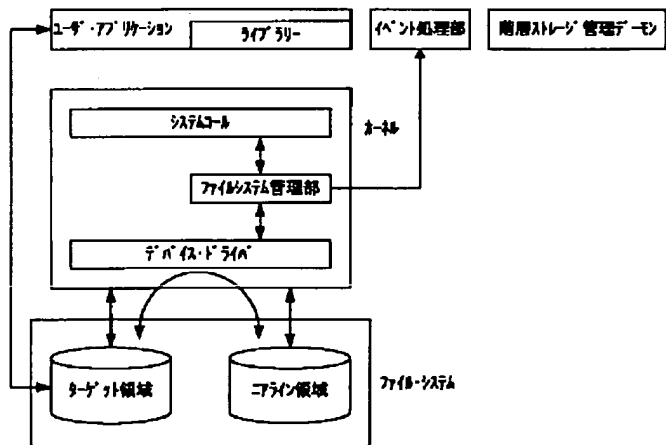 ユーザ・アプリケーション
ライブラリー
イベント処理部
階層ストレージ管理デーモン
システムコール
カーネル
ファイルシステム管理部
デバイス・ドライバ
ターゲット領域
ニアライン領域
ファイル・システム